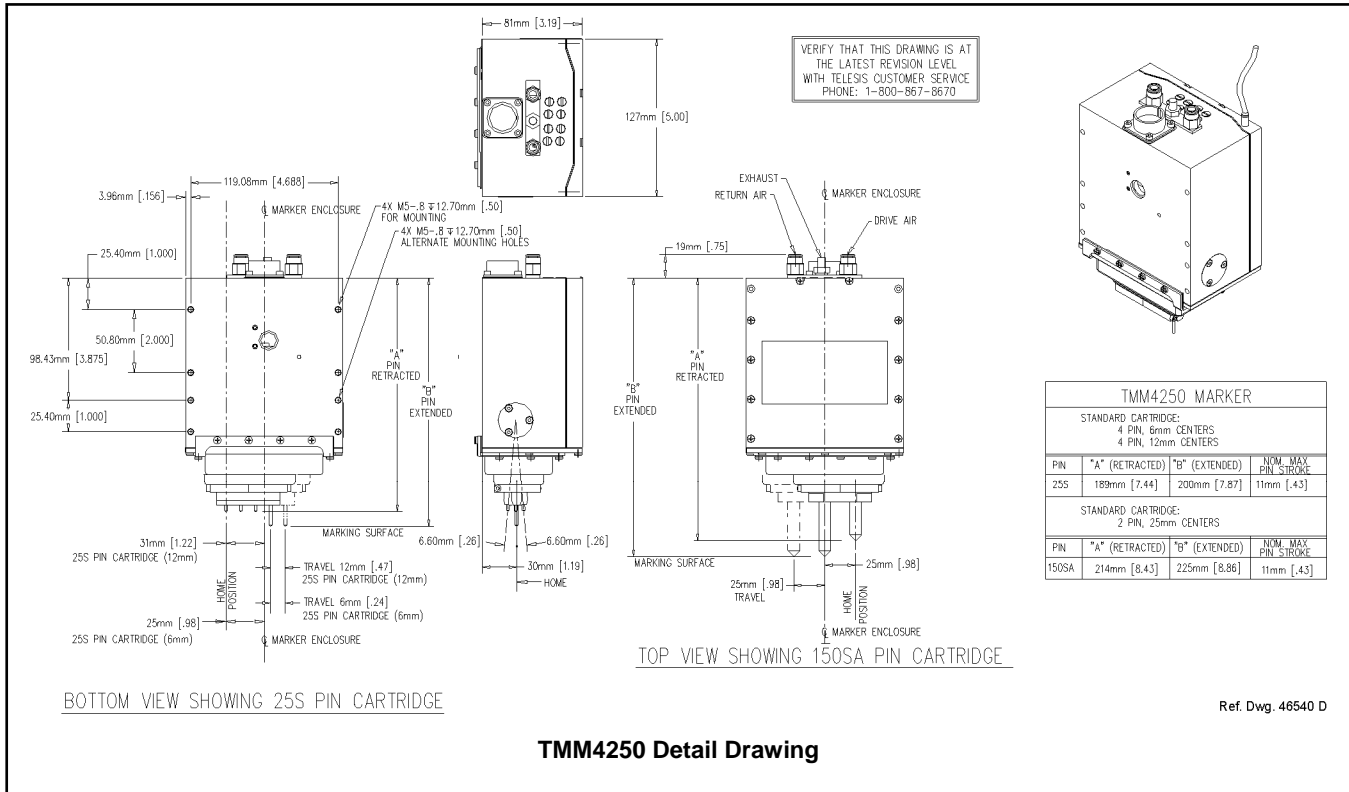 81mm [3.19]
127mm [5.00]
VERIFY THAT THIS DRAWING IS AT
THE LATEST REVISION LEVEL
WITH TELESIS CUSTOMER SERVICE
PHONE: 1-800-867-8670
119.08mm [4.688]
3.96mm [.156]
℄ MARKER ENCLOSURE
4X M5-.8 ↧12.70mm [.50]
FOR MOUNTING
4X M5-.8 ↧12.70mm [.50]
ALTERNATE MOUNTING HOLES
25.40mm [1.000]
50.80mm [2.000]
98.43mm [3.875]
25.40mm [1.000]
"A"
PIN
RETRACTED
"B"
PIN
EXTENDED
MARKING SURFACE
31mm [1.22]
25S PIN CARTRIDGE (12mm)
HOME
POSITION
TRAVEL 12mm [.47]
25S PIN CARTRIDGE (12mm)
TRAVEL 6mm [.24]
25S PIN CARTRIDGE (6mm)
25mm [.98]
25S PIN CARTRIDGE (6mm)
℄ MARKER ENCLOSURE
BOTTOM VIEW SHOWING 25S PIN CARTRIDGE
6.60mm [.26]
6.60mm [.26]
30mm [1.19]
HOME
EXHAUST
RETURN AIR
℄ MARKER ENCLOSURE
DRIVE AIR
19mm [.75]
"A"
PIN
RETRACTED
"B"
PIN
EXTENDED
MARKING SURFACE
25mm [.98]
TRAVEL
25mm [.98]
HOME
POSITION
℄ MARKER ENCLOSURE
TOP VIEW SHOWING 150SA PIN CARTRIDGE
TMM4250 MARKER
STANDARD CARTRIDGE:
4 PIN, 6mm CENTERS
4 PIN, 12mm CENTERS
PIN "A" (RETRACTED) "B" (EXTENDED) NOM. MAX PIN STROKE
25S 189mm [7.44] 200mm [7.87] 11mm [.43]
STANDARD CARTRIDGE:
2 PIN, 25mm CENTERS
PIN "A" (RETRACTED) "B" (EXTENDED) NOM. MAX PIN STROKE
150SA 214mm [8.43] 225mm [8.86] 11mm [.43]
Ref. Dwg. 46540 D
TMM4250 Detail Drawing